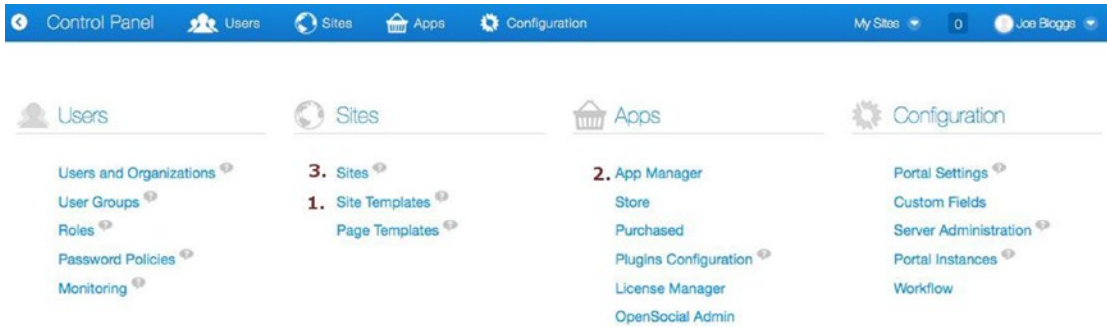 Control Panel Users Sites Apps Configuration My Sites 0 Joe Bloggs
Users
Users and Organizations
User Groups
Roles
Password Policies
Monitoring
Sites
3. Sites
1. Site Templates
Page Templates
Apps
2. App Manager
Store
Purchased
Plugins Configuration
License Manager
OpenSocial Admin
Configuration
Portal Settings
Custom Fields
Server Administration
Portal Instances
Workflow